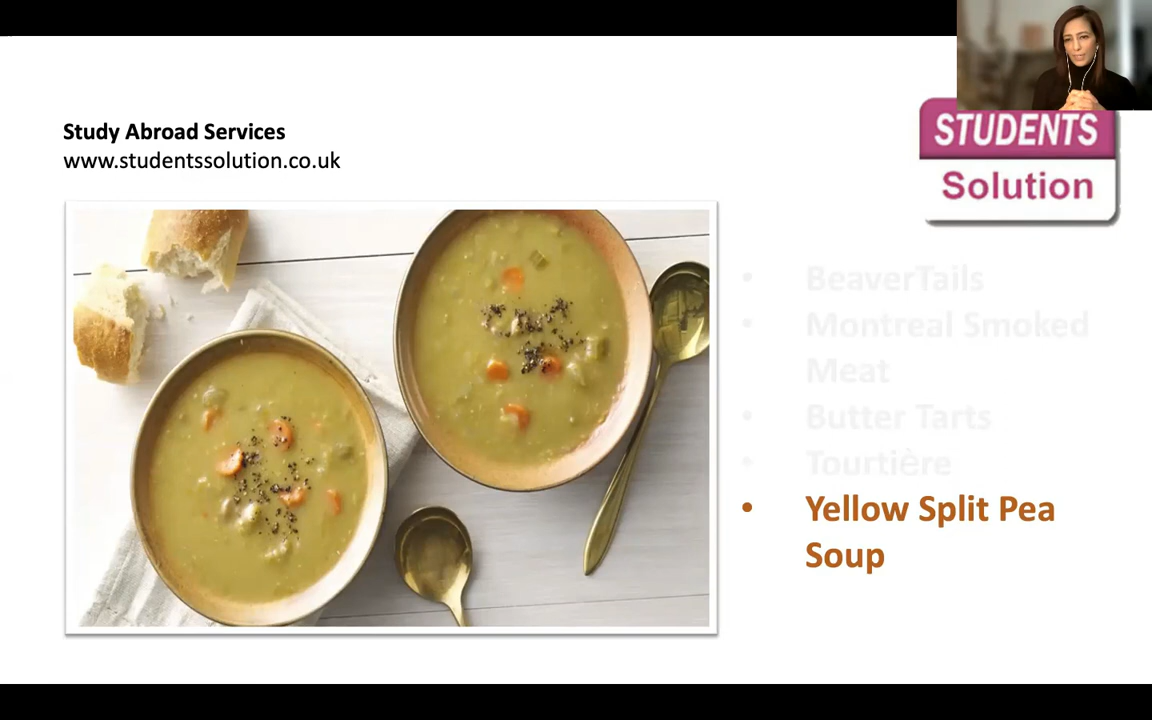 Study Abroad Services
www.studentssolution.co.uk
STUDENTS
Solution
• BeaverTails
• Montreal Smoked
Meat
• Butter Tarts
• Tourtière
• Yellow Split Pea
Soup